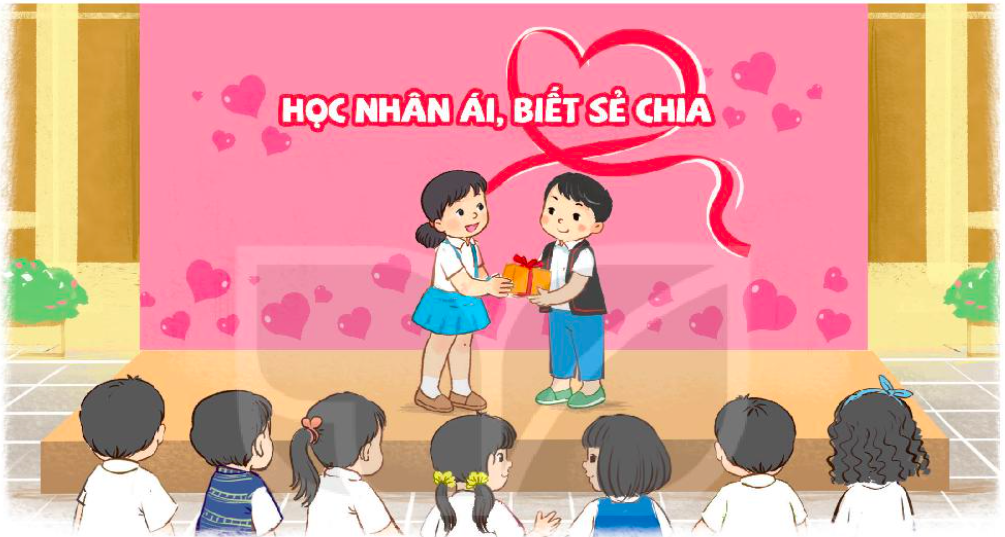 HỌC NHÂN ÁI, BIẾT SẺ CHIA